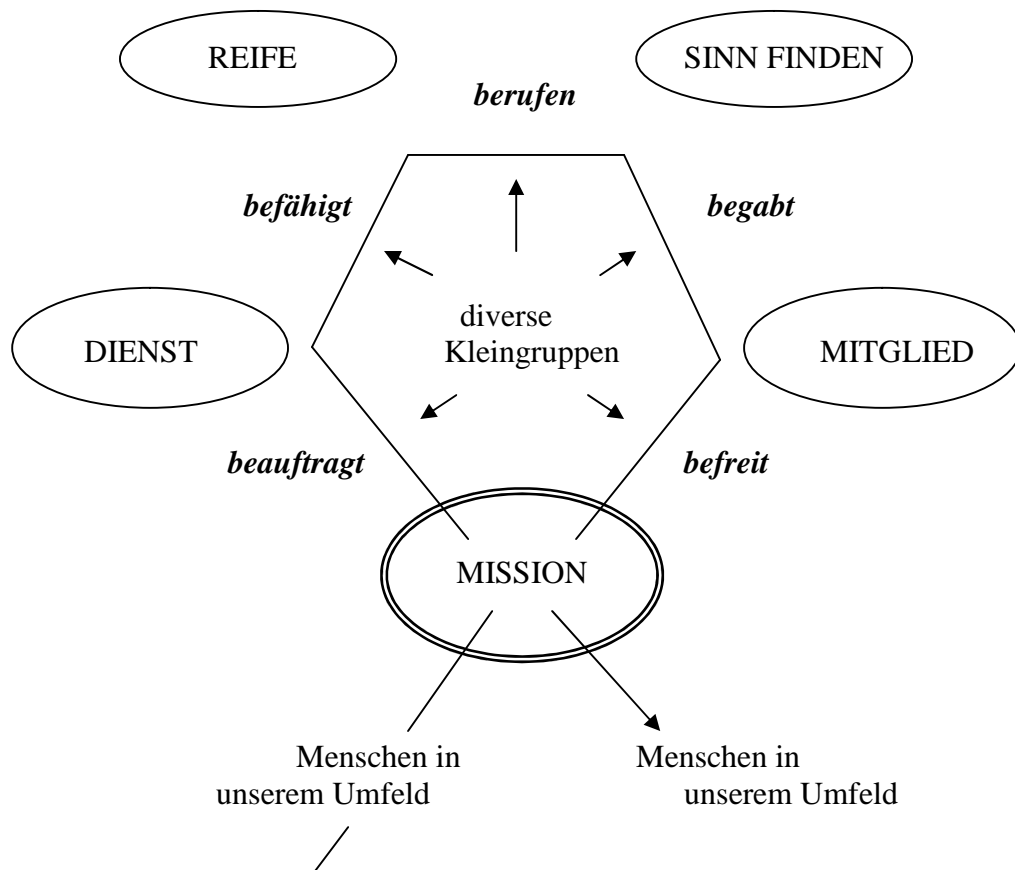 REIFE
SINN FINDEN
berufen
befähigt
begabt
diverse
Kleingruppen
DIENST
MITGLIED
beauftragt
befreit
MISSION
Menschen in
unserem Umfeld
Menschen in
unserem Umfeld